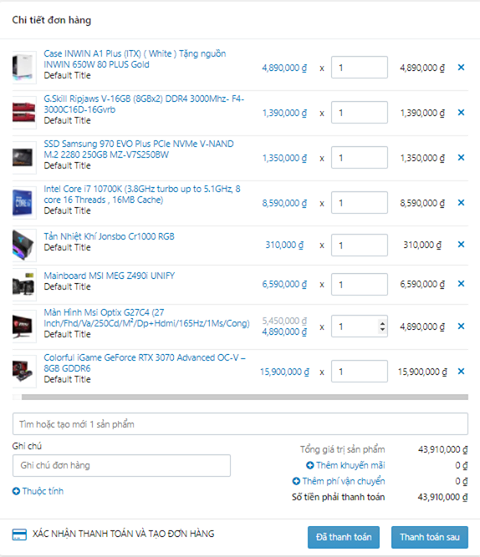 Chi tiết đơn hàng
Case INWIN A1 Plus (ITX) ( White ) Tặng nguồn
INWIN 650W 80 PLUS Gold
Default Title
4,890,000 ₫ x 1 4,890,000 ₫ ×
G.Skill Ripjaws V-16GB (8GBx2) DDR4 3000Mhz- F4-
3000C16D-16Gvrb
Default Title
1,390,000 ₫ x 1 1,390,000 ₫ ×
SSD Samsung 970 EVO Plus PCIe NVMe V-NAND
M.2 2280 250GB MZ-V7S250BW
Default Title
1,350,000 ₫ x 1 1,350,000 ₫ ×
Intel Core i7 10700K (3.8GHz turbo up to 5.1GHz, 8
core 16 Threads , 16MB Cache)
Default Title
8,590,000 ₫ x 1 8,590,000 ₫ ×
Tản Nhiệt Khí Jonsbo Cr1000 RGB
Default Title
310,000 ₫ x 1 310,000 ₫ ×
Mainboard MSI MEG Z490i UNIFY
Default Title
6,590,000 ₫ x 1 6,590,000 ₫ ×
Màn Hình Msi Optix G27C4 (27
Inch/Fhd/Va/250Cd/M²/Dp+Hdmi/165Hz/1Ms/Cong)
Default Title
5,450,000 ₫
4,890,000 ₫ x 1 4,890,000 ₫ ×
Colorful iGame GeForce RTX 3070 Advanced OC-V –
8GB GDDR6
Default Title
15,900,000 ₫ x 1 15,900,000 ₫ ×
Tìm hoặc tạo mới 1 sản phẩm
Ghi chú
Ghi chú đơn hàng
Thuộc tính
Tổng giá trị sản phẩm 43,910,000 ₫
Thêm khuyến mãi 0 ₫
Thêm phí vận chuyển 0 ₫
Số tiền phải thanh toán 43,910,000 ₫
XÁC NHẬN THANH TOÁN VÀ TẠO ĐƠN HÀNG
Đã thanh toán
Thanh toán sau